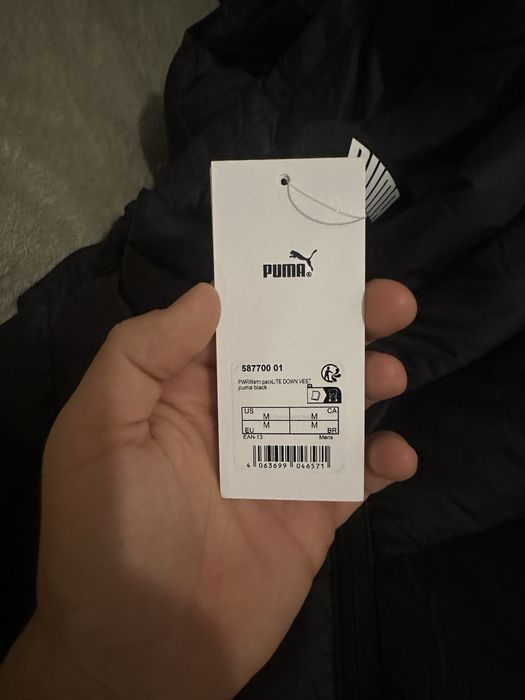 PUMA
PUMA®
587700 01
PWRWarm packLITE DOWN VEST
puma black
US M M CA
EU M M BR
EAN-13 Mens
4 063699 046571